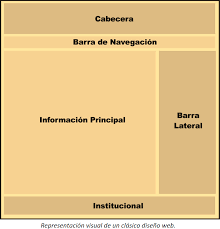 Cabecera
Barra de Navegación
Información Principal
Barra
Lateral
Institucional
Representación visual de un clásico diseño web.